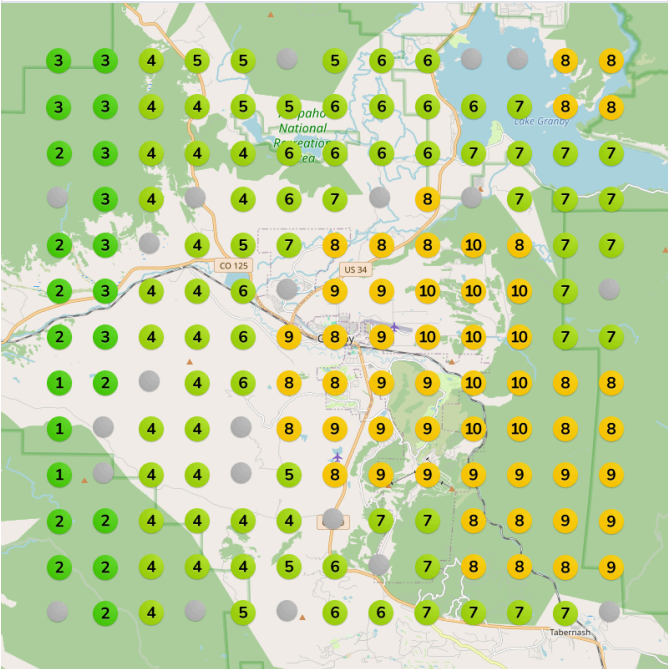 3 3 4 5 5 5 6 6 8 8
3 3 4 4 5 5 6 6 6 6 7 8 8
National
Lake Granby
2 3 4 4 4 6 6 6 6 7 7 7 7
3 4 4 6 7 8 7 7 7
2 3 4 5 7 8 8 8 10 8 7 7
CO 125
US 34
2 3 4 4 6 9 9 10 10 10 7
2 3 4 4 6 9 8 9 10 10 10 7 7
1 2 4 6 8 8 9 9 10 10 8 8
1 4 4 8 9 9 9 10 10 8 8
1 4 4 5 8 9 9 9 9 9 9
2 2 4 4 4 4 7 7 8 8 9 9
2 2 4 4 4 5 6 7 8 8 8 9
2 4 5 6 6 7 7 7 7
Tabernash